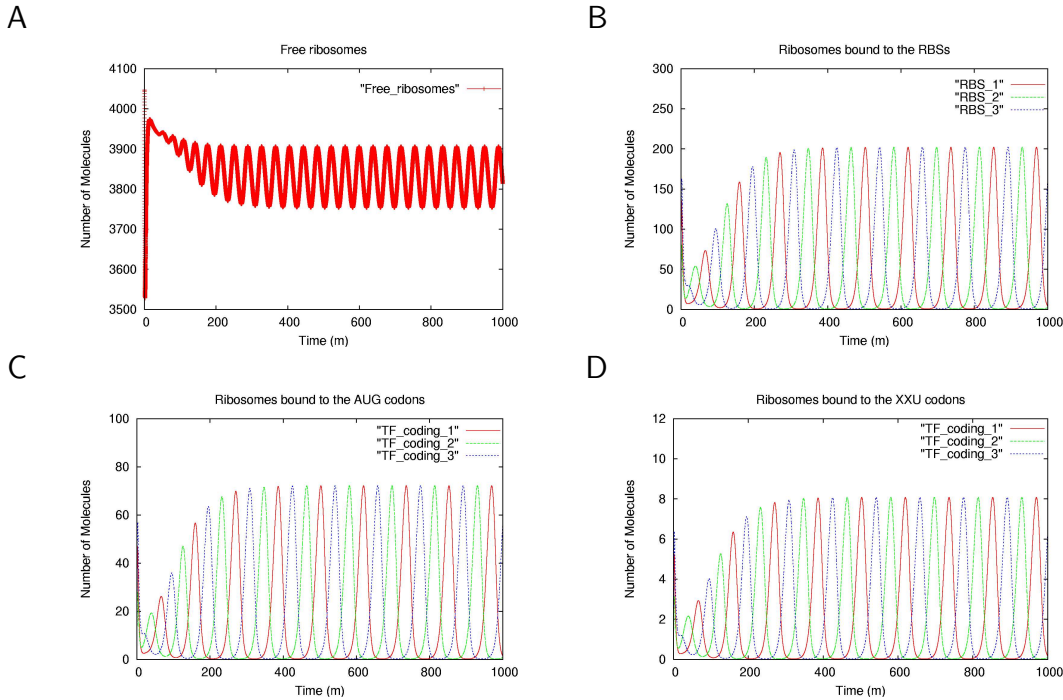 A
Free ribosomes
Number of Molecules
4100
4000
3900
3800
3700
3600
3500
"Free_ribosomes"
0 200 400 600 800 1000
Time (m)
B
Ribosomes bound to the RBSs
Number of Molecules
300
250
200
150
100
50
0
"RBS_1"
"RBS_2"
"RBS_3"
0 200 400 600 800 1000
Time (m)
C
Ribosomes bound to the AUG codons
Number of Molecules
100
80
60
40
20
0
"TF_coding_1"
"TF_coding_2"
"TF_coding_3"
0 200 400 600 800 1000
Time (m)
D
Ribosomes bound to the XXU codons
Number of Molecules
12
10
8
6
4
2
0
"TF_coding_1"
"TF_coding_2"
"TF_coding_3"
0 200 400 600 800 1000
Time (m)